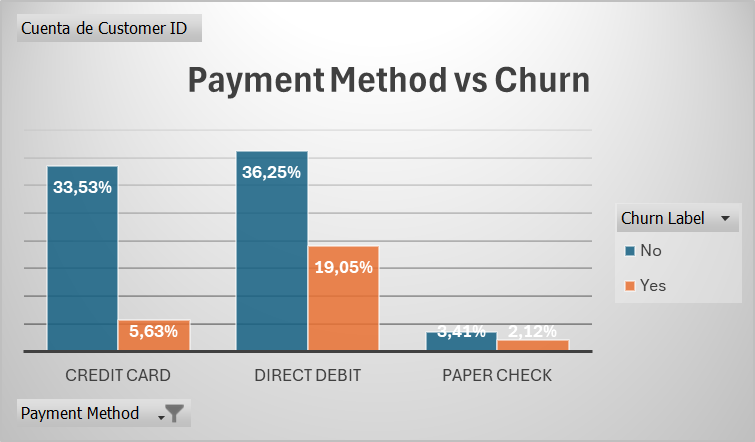 Cuenta de Customer ID
Payment Method vs Churn
33,53%
5,63%
36,25%
19,05%
3,41%
2,12%
CREDIT CARD
DIRECT DEBIT
PAPER CHECK
Churn Label
No
Yes
Payment Method